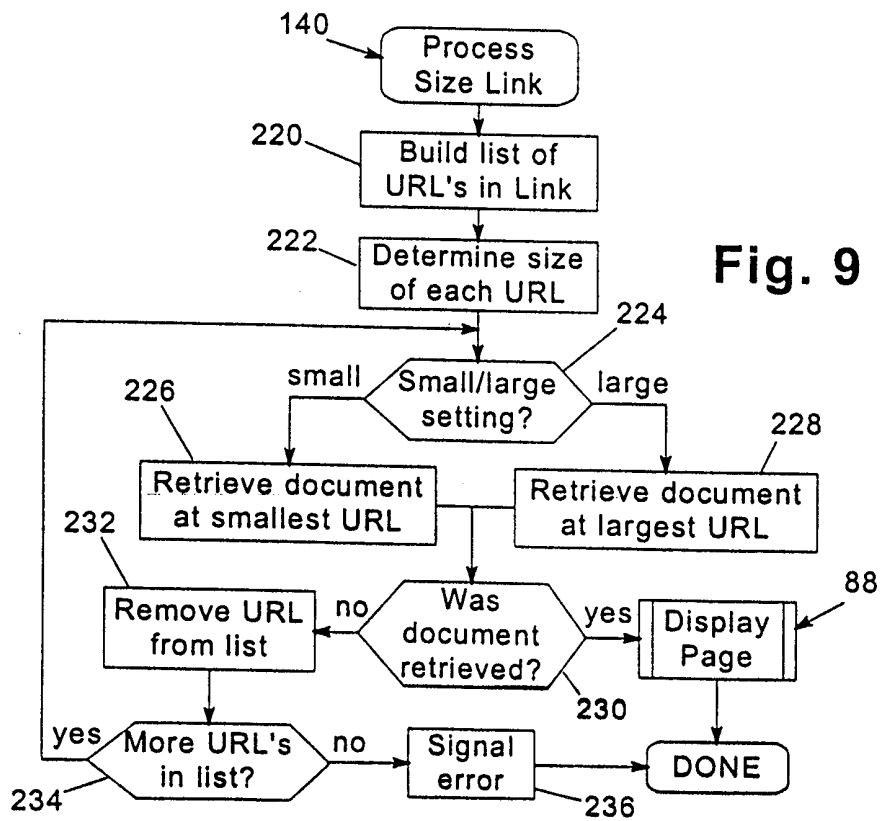 140
Process
Size Link
220
Build list of
URL's in Link
222
Determine size
of each URL
Fig. 9
224
small
Small/large
setting?
large
226
228
Retrieve document
at smallest URL
Retrieve document
at largest URL
232
Remove URL
from list
no
Was
document
retrieved?
yes
Display
Page
88
230
yes
More URL's
in list?
no
Signal
error
DONE
234
236